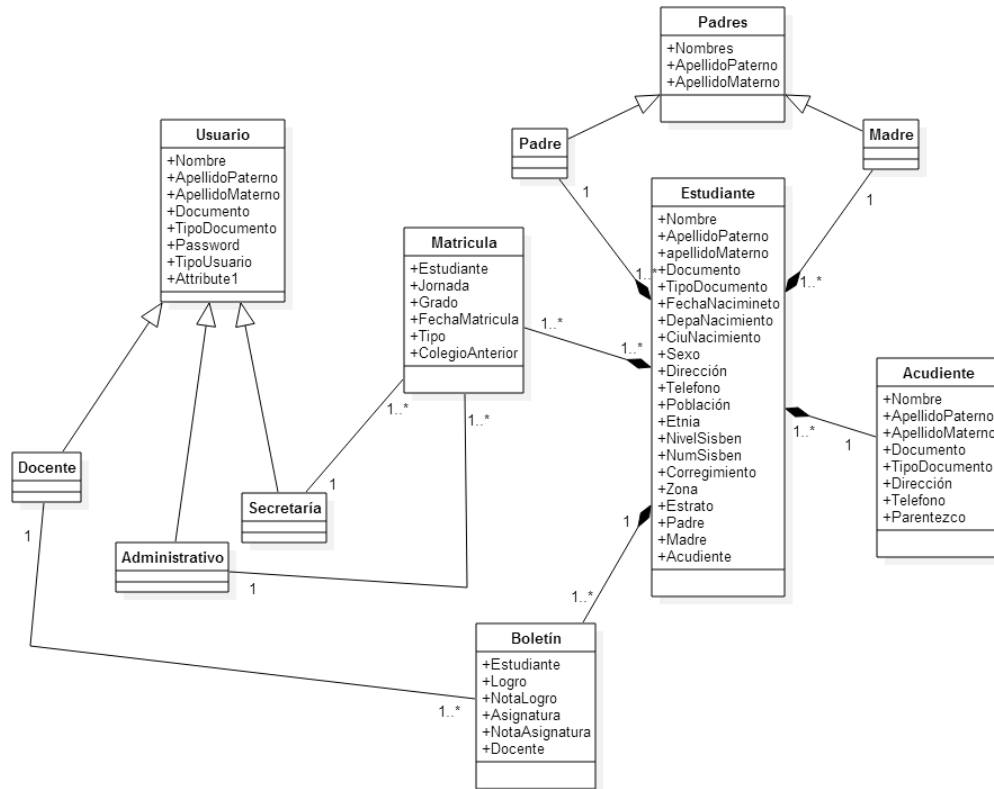 Padres
+Nombres
+ApellidoPaterno
+ApellidoMaterno
Padre
1
Madre
1
Usuario
+Nombre
+ApellidoPaterno
+ApellidoMaterno
+Documento
+TipoDocumento
+Password
+TipoUsuario
+Attribute1
Matricula
+Estudiante
+Jornada
+Grado
+FechaMatricula
+Tipo
+ColegioAnterior
1..*
1..*
1..*
1..*
Estudiante
+Nombre
+ApellidoPaterno
+apellidoMaterno
+Documento
+TipoDocumento
+FechaNacimineto
+DepaNacimiento
+CiuNacimiento
+Sexo
+Dirección
+Telefono
+Población
+Etnia
+NivelSisben
+NumSisben
+Corregimiento
+Zona
+Estrato
+Padre
+Madre
+Acudiente
1..*
1..*
1..*
1
1
1..*
Acudiente
+Nombre
+ApellidoPaterno
+ApellidoMaterno
+Documento
+TipoDocumento
+Dirección
+Telefono
+Parentezco
Docente
1
Secretaría
1
Administrativo
1
Boletín
+Estudiante
+Logro
+NotaLogro
+Asignatura
+NotaAsignatura
+Docente
1..*